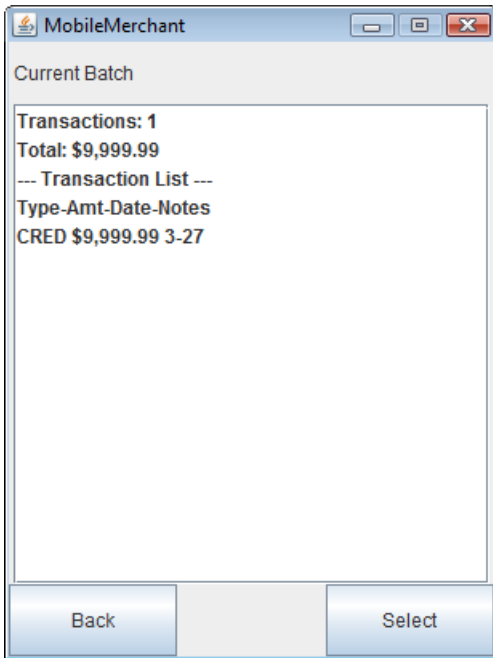 MobileMerchant
Current Batch
Transactions: 1
Total: $9,999.99
--- Transaction List ---
Type-Amt-Date-Notes
CRED $9,999.99 3-27
Back
Select